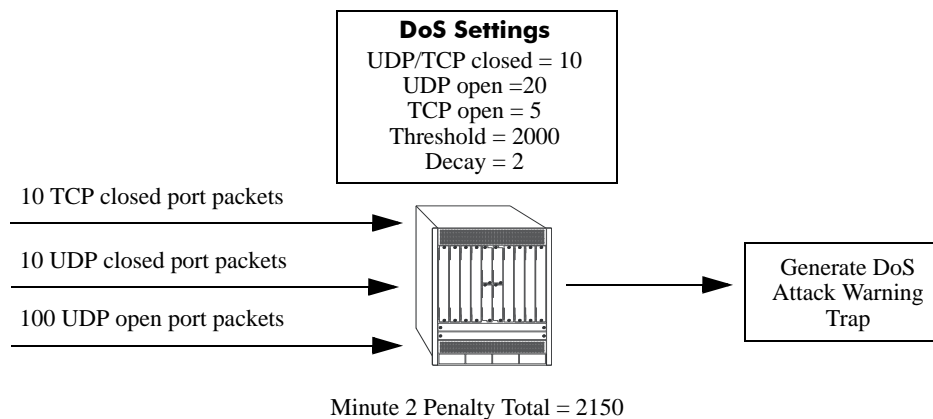 DoS Settings
UDP/TCP closed = 10
UDP open =20
TCP open = 5
Threshold = 2000
Decay = 2
10 TCP closed port packets
10 UDP closed port packets
100 UDP open port packets
Generate DoS
Attack Warning
Trap
Minute 2 Penalty Total = 2150